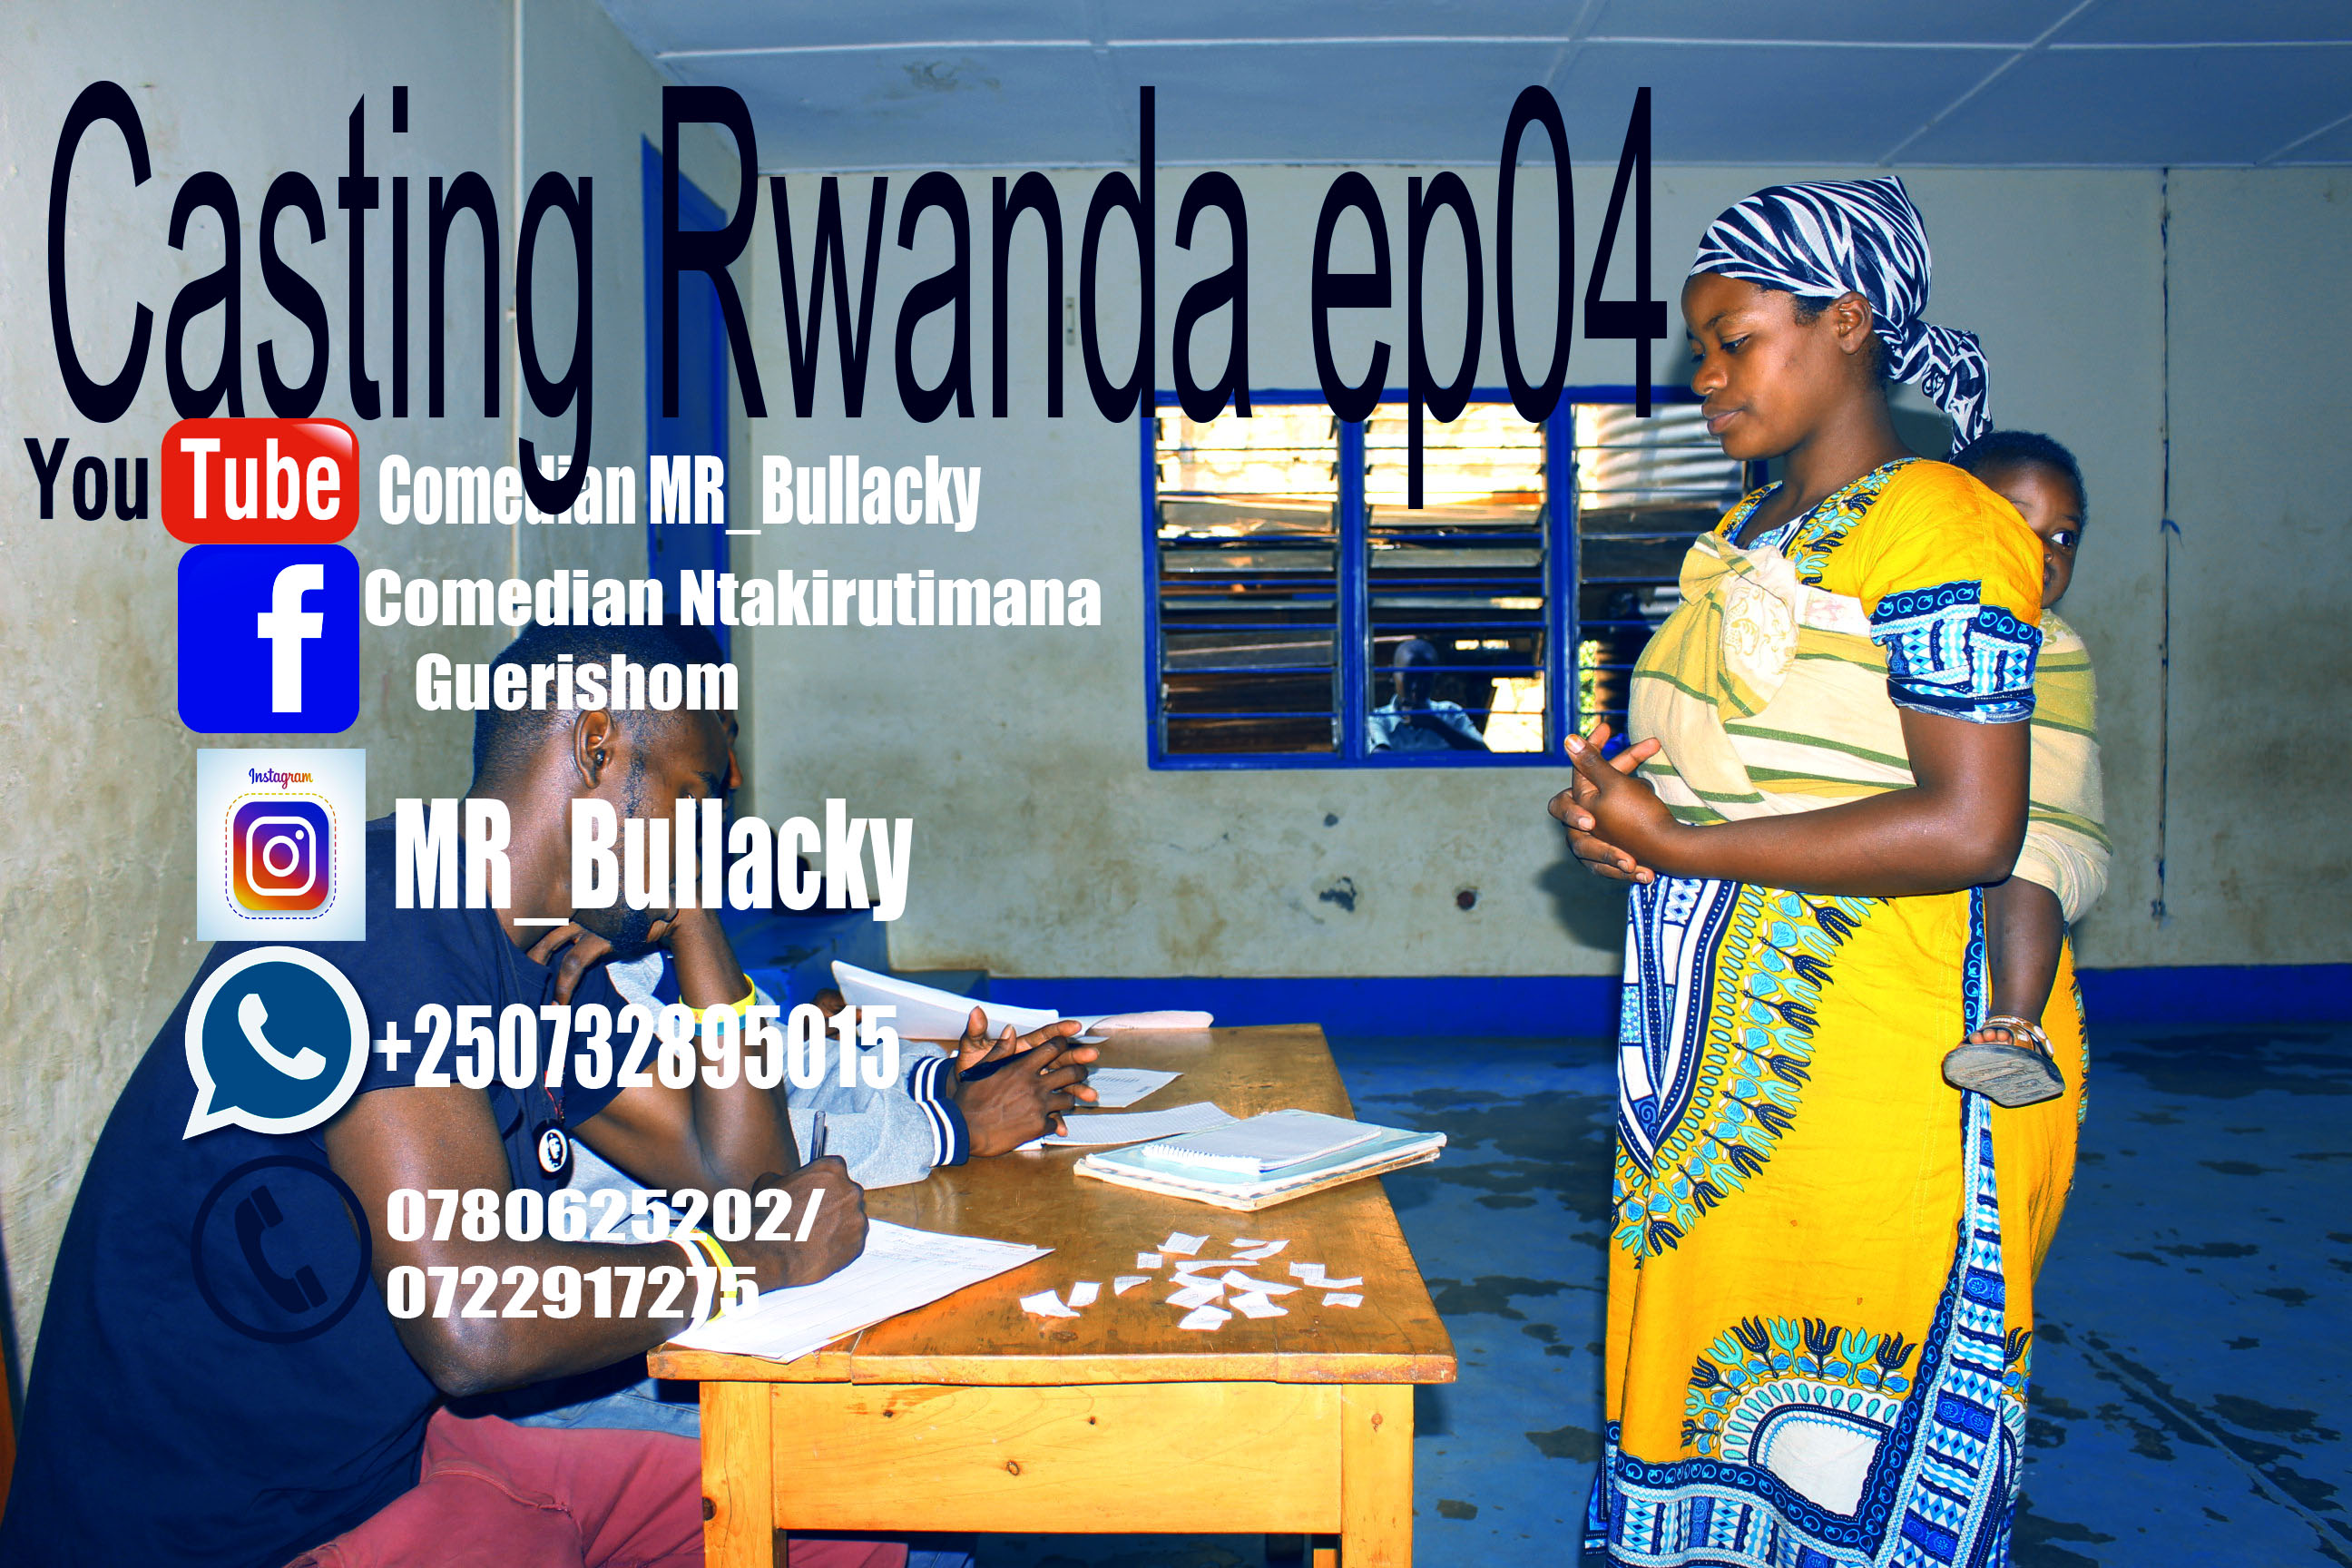 Casting Rwanda ep04
You Tube Comedian MR_Bullacky
Comedian Ntakirutimana
Guerishom
Instagram
MR_Bullacky
+250732895015
0780625202/
0722917275